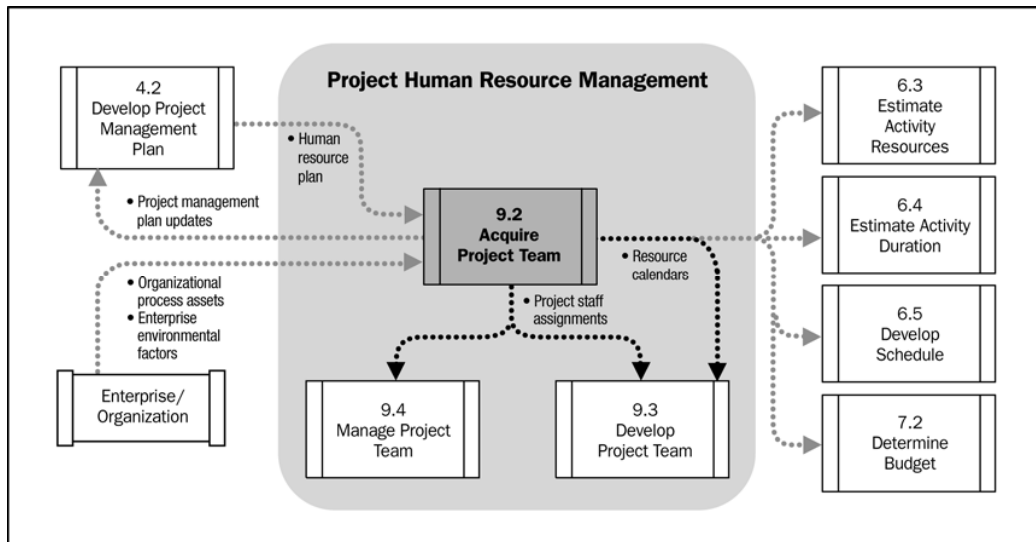 Project Human Resource Management
4.2
Develop Project
Management
Plan
• Human
resource
plan
• Project management
plan updates
9.2
Acquire
Project Team
• Organizational
process assets
• Enterprise
environmental
factors
• Resource
calendars
• Project staff
assignments
Enterprise/
Organization
9.4
Manage Project
Team
9.3
Develop
Project Team
6.3
Estimate
Activity
Resources
6.4
Estimate Activity
Duration
6.5
Develop
Schedule
7.2
Determine
Budget